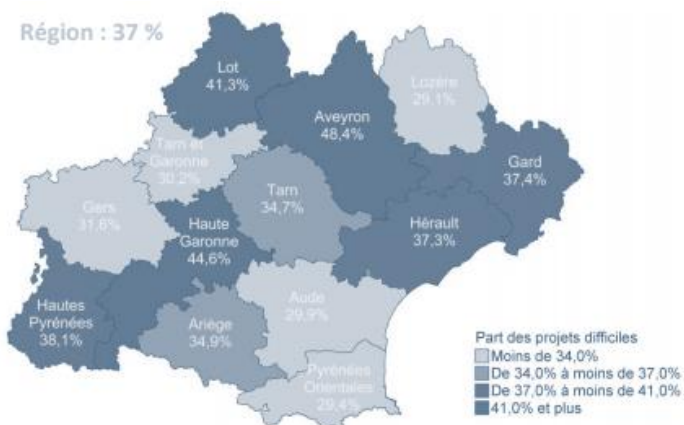 Région : 37 %
Lot
41,3%
Lozère
29,1%
Aveyron
48,4%
Tarn et
Garonne
30,2%
Gard
37,4%
Tarn
34,7%
Gers
31,6%
Haute
Garonne
44,6%
Hérault
37,3%
Hautes
Pyrénées
38,1%
Ariège
34,9%
Aude
29,9%
Pyrénées
Orientales
29,4%
Part des projets difficiles
Moins de 34,0%
De 34,0% à moins de 37,0%
De 37,0% à moins de 41,0%
41,0% et plus